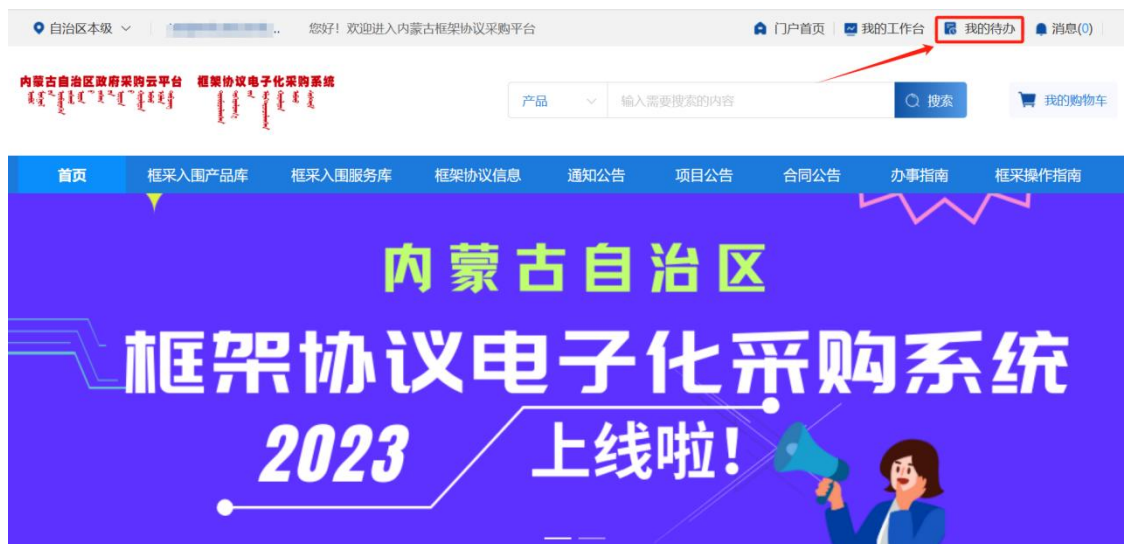 自治区本级
您好！欢迎进入内蒙古框架协议采购平台
门户首页 我的工作台 我的待办 消息(0)
内蒙古自治区政府采购云平台 框架协议电子化采购系统
产品 输入需要搜索的内容 搜索 我的购物车
首页 框采入围产品库 框采入围服务库 框架协议信息 通知公告 项目公告 合同公告 办事指南 框采操作指南
内蒙古自治区
框架协议电子化采购系统
2023 上线啦！